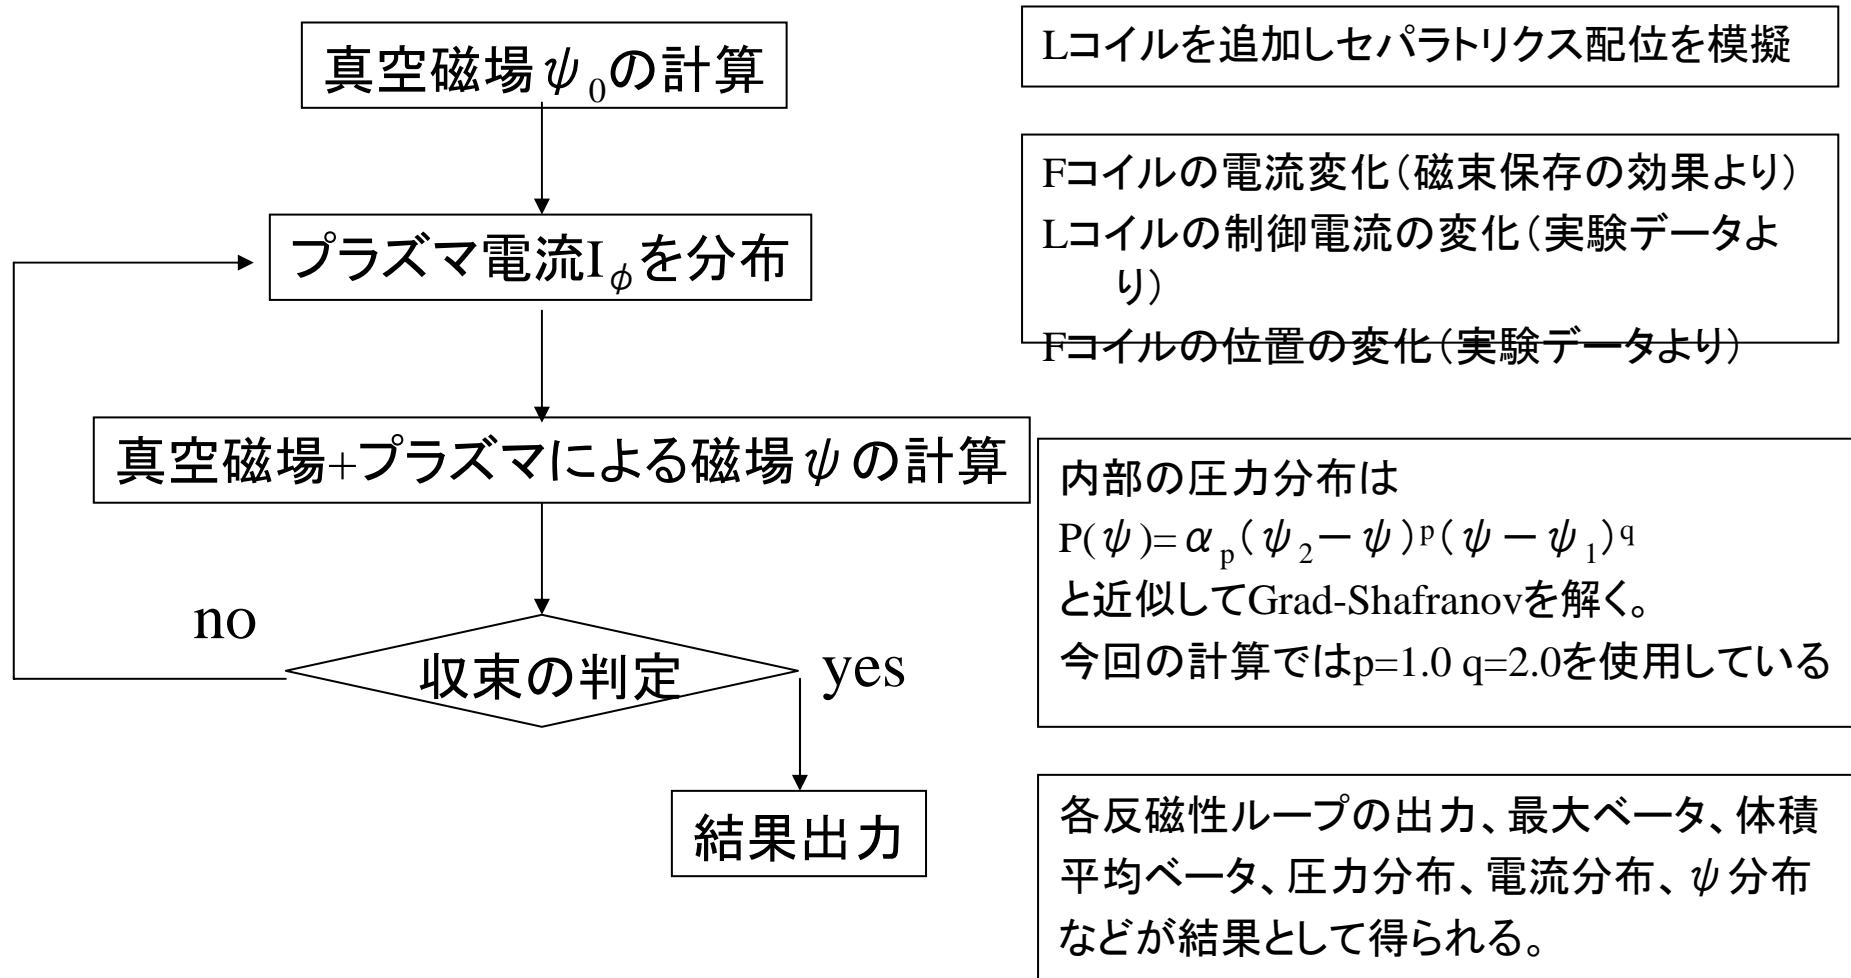 真空磁場ψ₀の計算
プラズマ電流Iφを分布
真空磁場+プラズマによる磁場ψの計算
no
収束の判定
yes
結果出力
Lコイルを追加しセパラトリクス配位を模擬
Fコイルの電流変化(磁束保存の効果より)
Lコイルの制御電流の変化(実験データよ
り)
Fコイルの位置の変化(実験データより)
内部の圧力分布は
P(ψ)=αₚ(ψ₂－ψ)ᵖ(ψ－ψ₁)^q
と近似してGrad-Shafranovを解く。
今回の計算ではp=1.0 q=2.0を使用している
各反磁性ループの出力、最大ベータ、体積
平均ベータ、圧力分布、電流分布、ψ分布
などが結果として得られる。